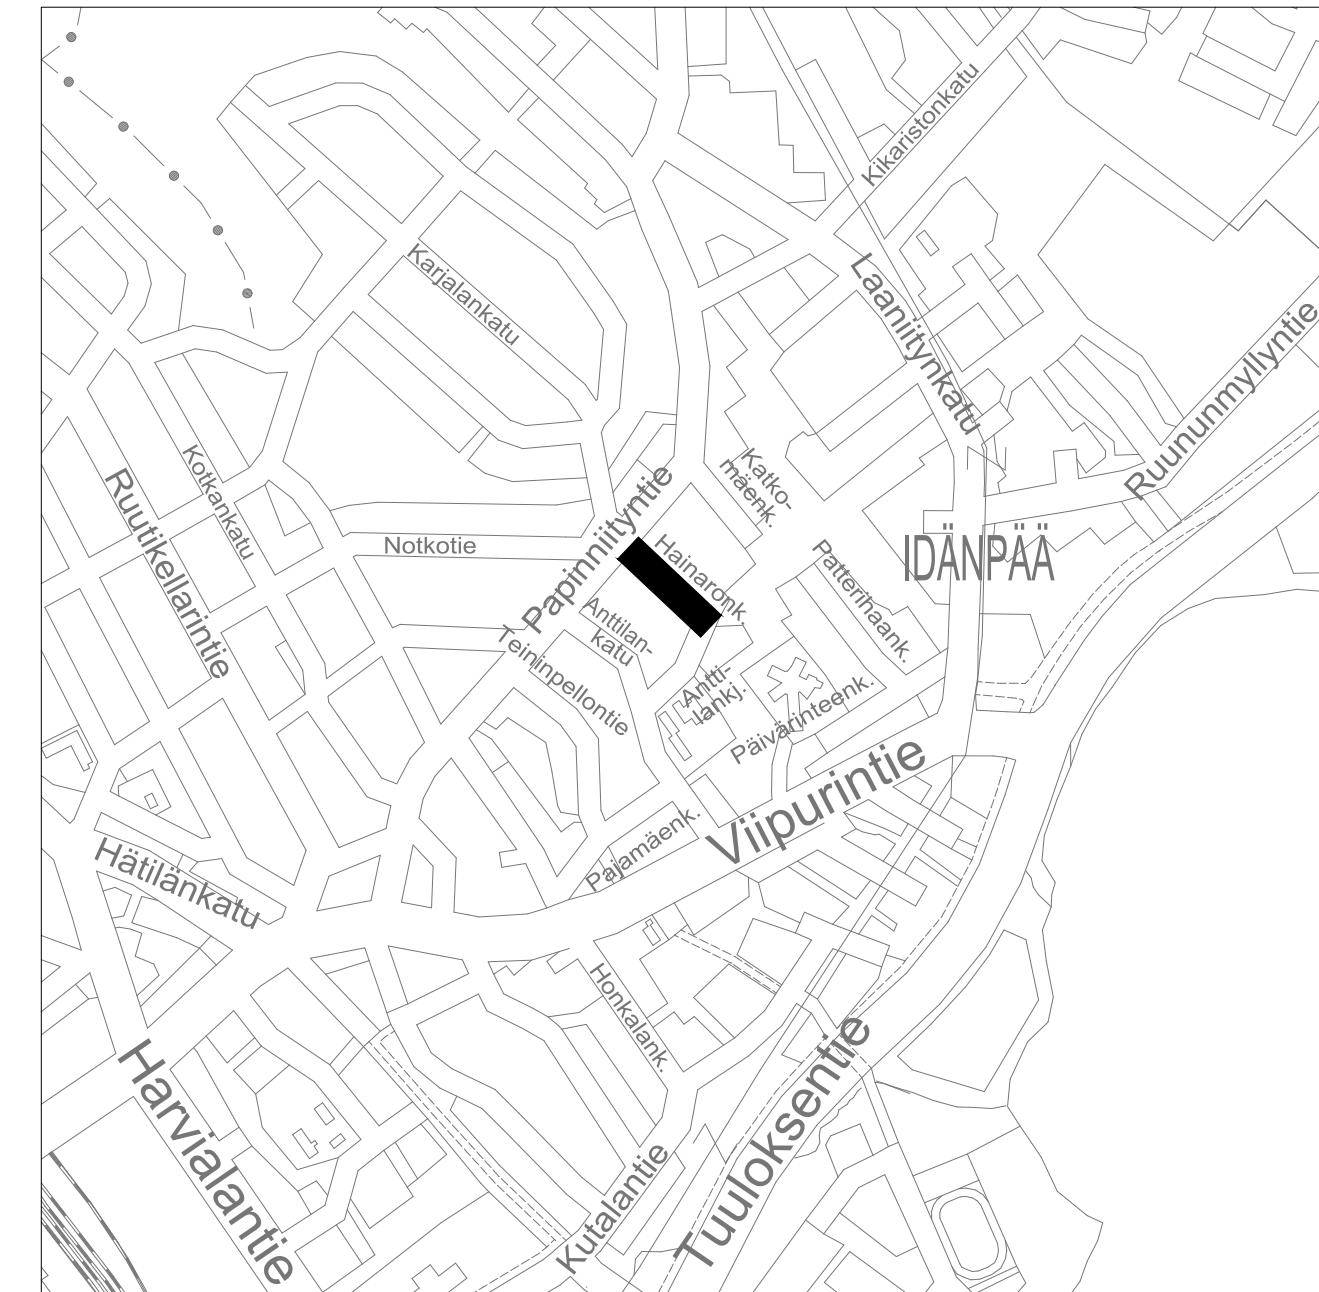 Kikaristonkatu
Karjalankatu
Laaniitynkatu
Ruununmyllyntie
Kotkankatu
Ruutikellarintie
Katko-
mäenk.
Papinniityntie
Notkotie
Hainaronk.
IDÄNPÄÄ
Patterihaank.
Anttilan-
katu
Teininpellontie
Antti-
lankj.
Päivärinteenk.
Viipurintie
Pajamäenk.
Hätilänkatu
Honkalank.
Harvialantie
Tuuloksentie
Kutalantie